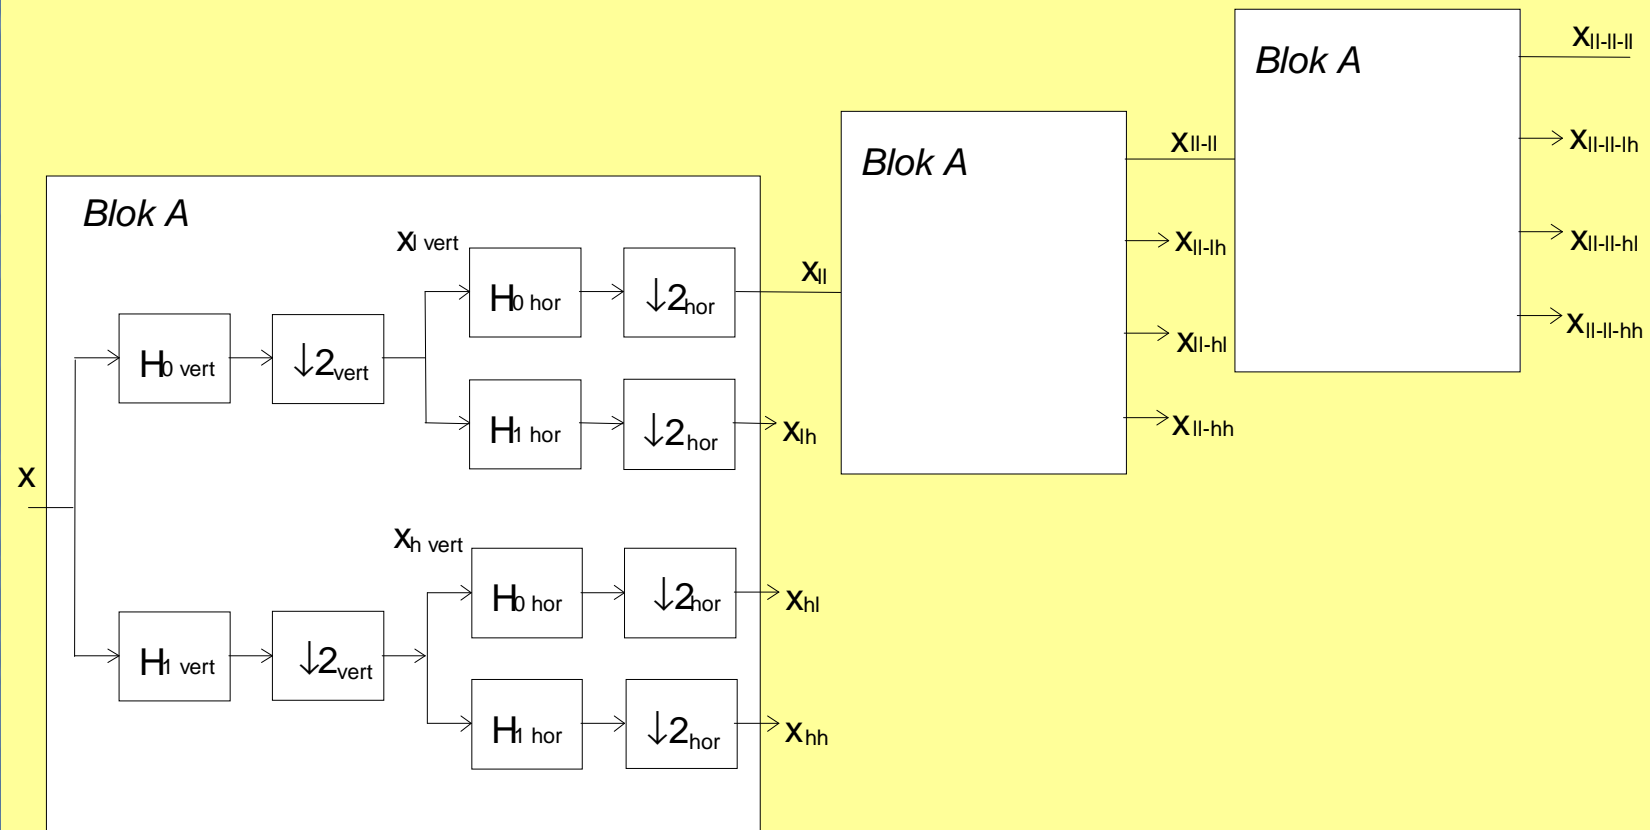 Blok A
x
H0 vert
↓2vert
xl vert
H0 hor
↓2hor
xll
H1 hor
↓2hor
xlh
H1 vert
↓2vert
xh vert
H0 hor
↓2hor
xhl
H1 hor
↓2hor
xhh
Blok A
xll-ll
xll-lh
xll-hl
xll-hh
Blok A
xll-ll-ll
xll-ll-lh
xll-ll-hl
xll-ll-hh